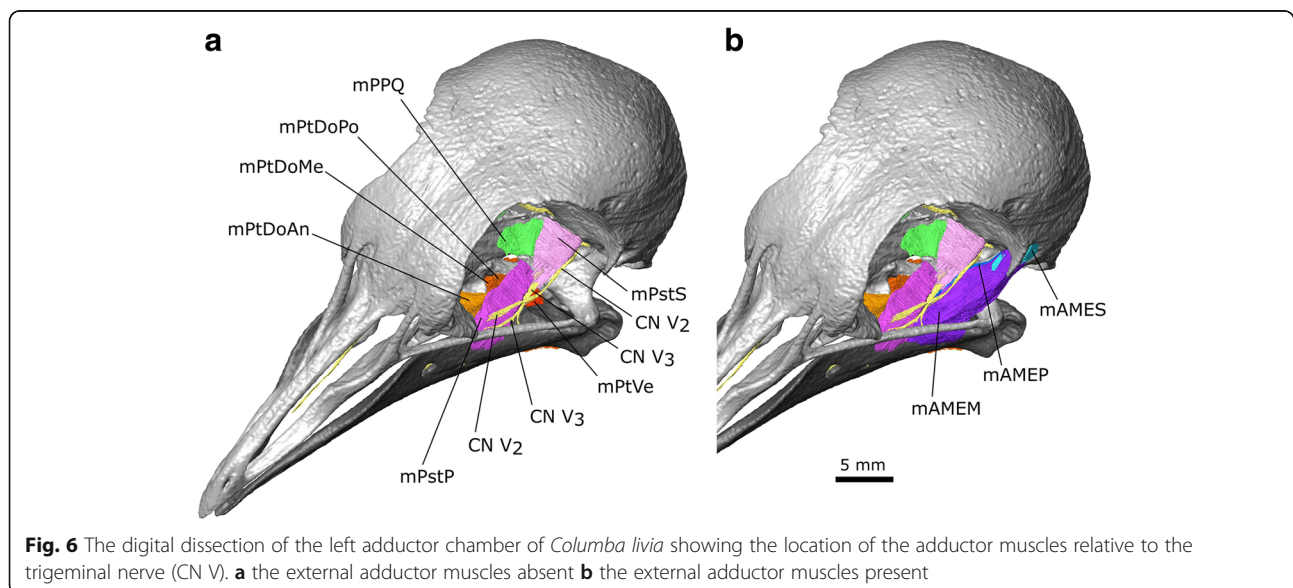 a
b
mPPQ
mPtDoPo
mPtDoMe
mPtDoAn
mPstS
CN V2
CN V3
mPtVe
CN V3
CN V2
mPstP
mAMES
mAMEP
mAMEM
5 mm
Fig. 6 The digital dissection of the left adductor chamber of Columba livia showing the location of the adductor muscles relative to the
trigeminal nerve (CN V). a the external adductor muscles absent b the external adductor muscles present